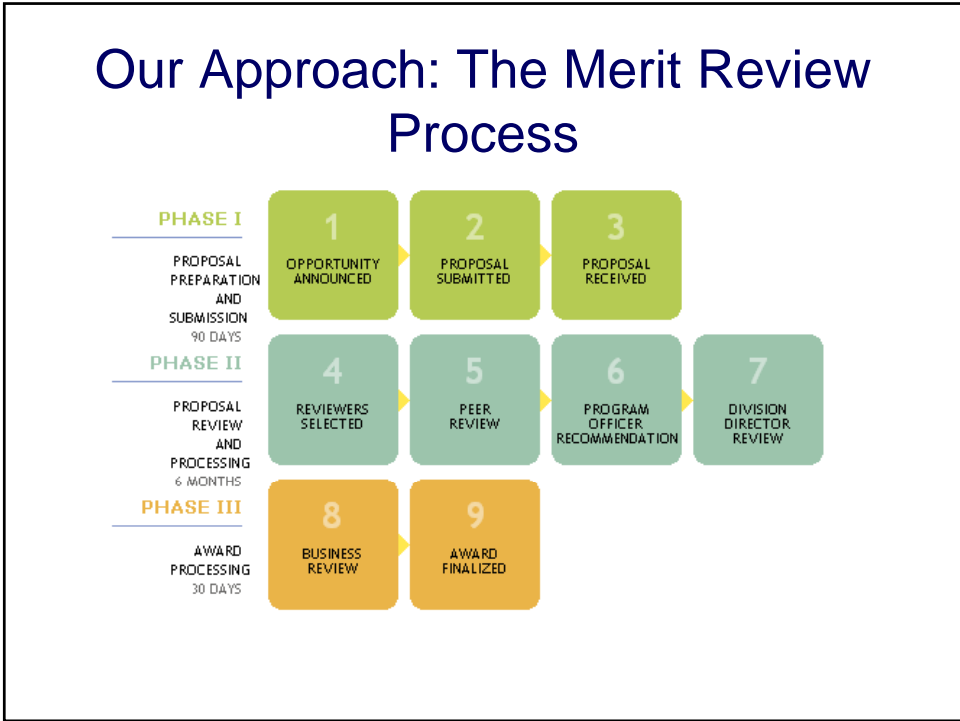 Our Approach: The Merit Review
Process
PHASE I
PROPOSAL
PREPARATION
AND
SUBMISSION
90 DAYS
1
OPPORTUNITY
ANNOUNCED
2
PROPOSAL
SUBMITTED
3
PROPOSAL
RECEIVED
PHASE II
PROPOSAL
REVIEW
AND
PROCESSING
6 MONTHS
4
REVIEWERS
SELECTED
5
PEER
REVIEW
6
PROGRAM
OFFICER
RECOMMENDATION
7
DIVISION
DIRECTOR
REVIEW
PHASE III
AWARD
PROCESSING
30 DAYS
8
BUSINESS
REVIEW
9
AWARD
FINALIZED